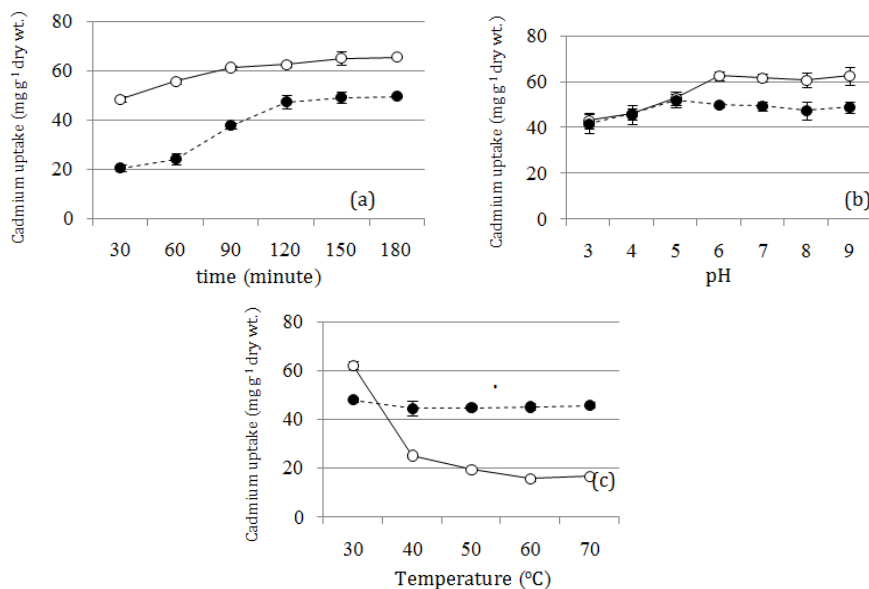 Cadmium uptake (mg g⁻¹ dry wt.)
80
60
40
20
0
30 60 90 120 150 180
time (minute)
(a)
Cadmium uptake (mg g⁻¹ dry wt.)
80
60
40
20
0
3 4 5 6 7 8 9
pH
(b)
Cadmium uptake (mg g⁻¹ dry wt.)
80
60
40
20
0
30 40 50 60 70
Temperature (°C)
(c)